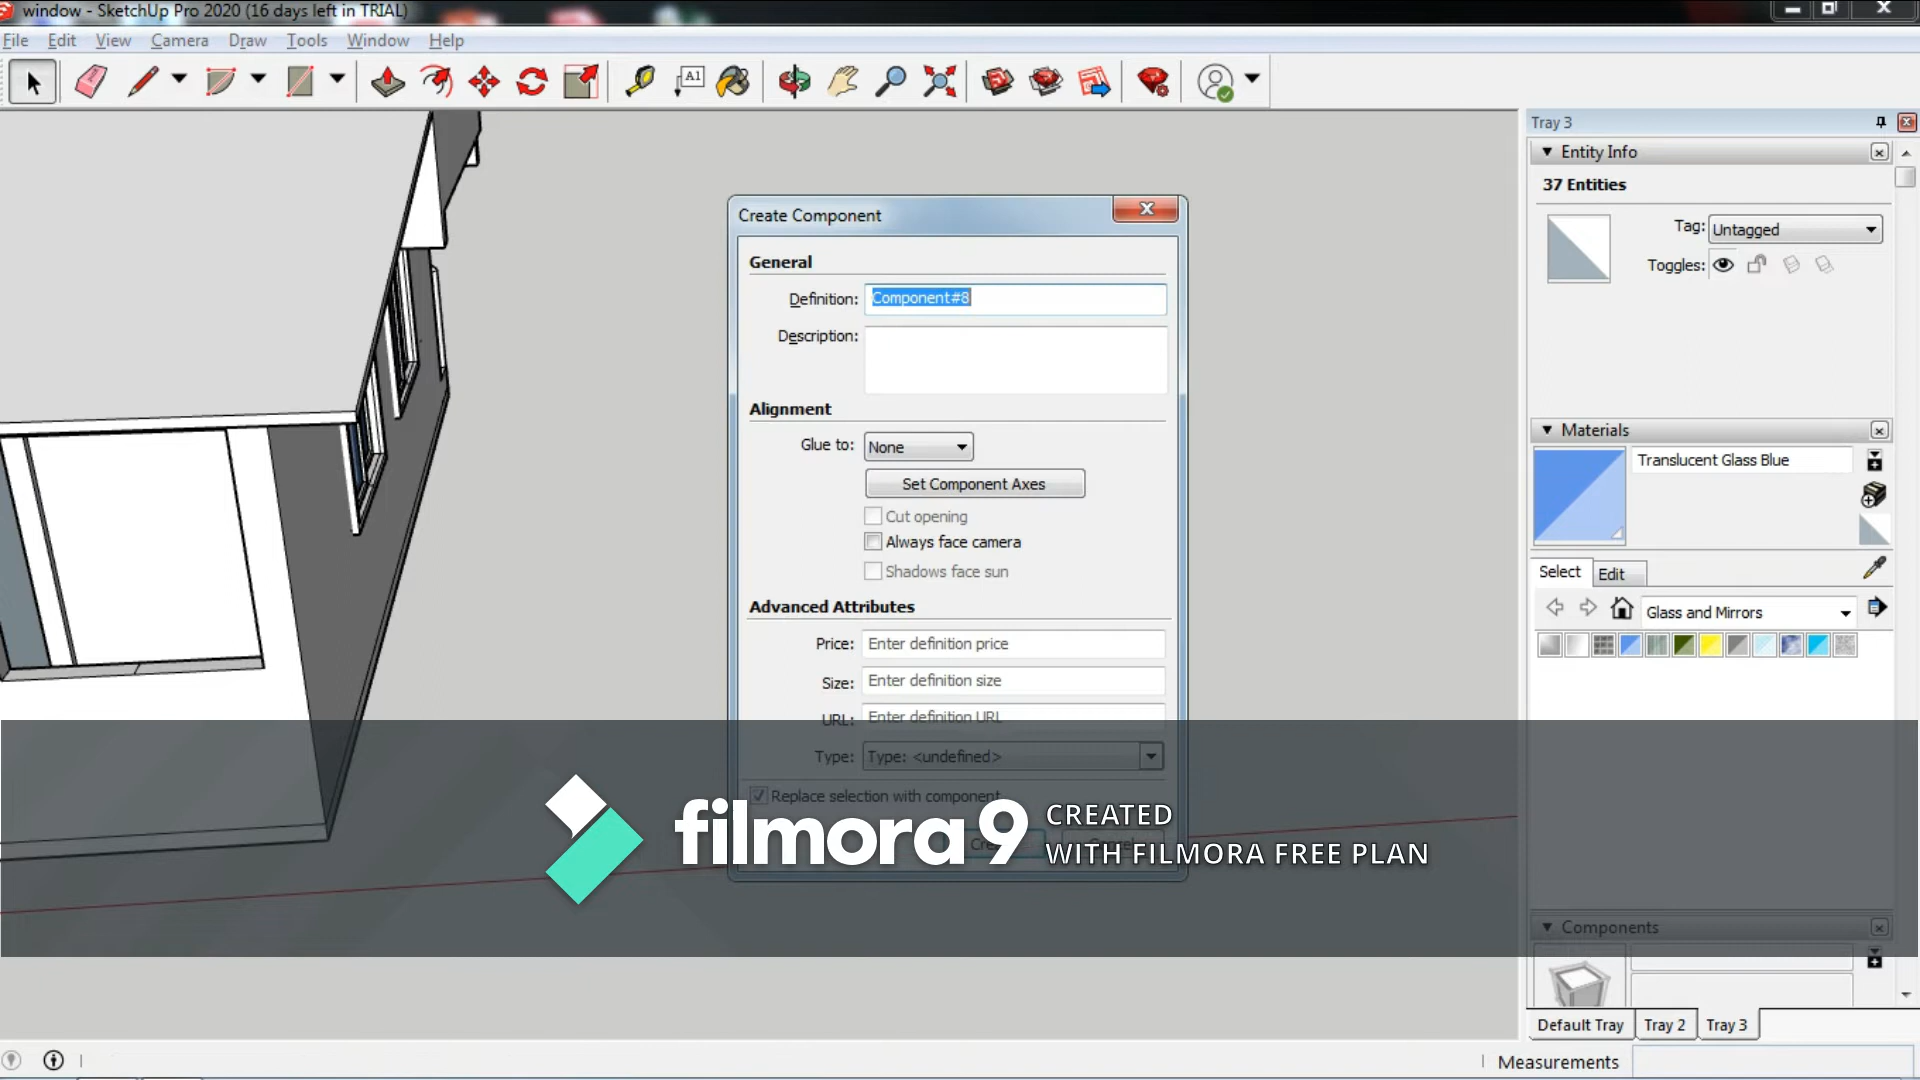 window - SketchUp Pro 2020 (16 days left in TRIAL)
File Edit View Camera Draw Tools Window Help
A1
Tray 3
Entity Info
37 Entities
Tag: Untagged
Toggles:
Create Component
General
Definition: Component#8
Description:
Alignment
Glue to: None
Set Component Axes
Cut opening
Always face camera
Shadows face sun
Advanced Attributes
Price: Enter definition price
Size: Enter definition size
URL: Enter definition URL
Type: Type: <undefined>
Replace selection with component
Materials
Translucent Glass Blue
Select Edit
Glass and Mirrors
filmora9 CREATED
WITH FILMORA FREE PLAN
Components
Default Tray Tray 2 Tray 3
Measurements